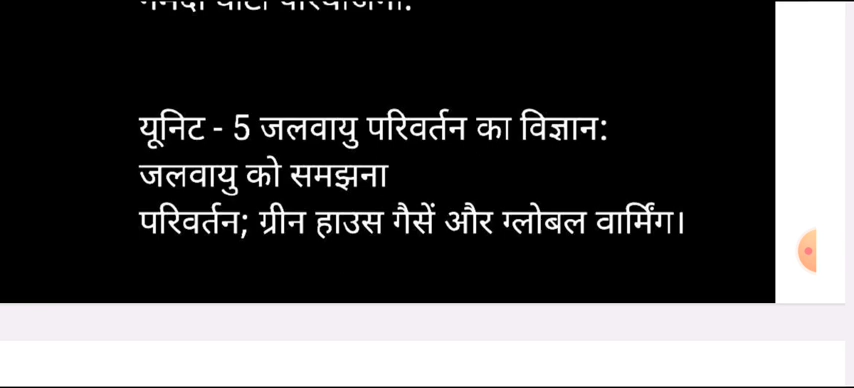 यूनिट - 5 जलवायु परिवर्तन का विज्ञान:
जलवायु को समझना
परिवर्तन; ग्रीन हाउस गैसें और ग्लोबल वार्मिंग।